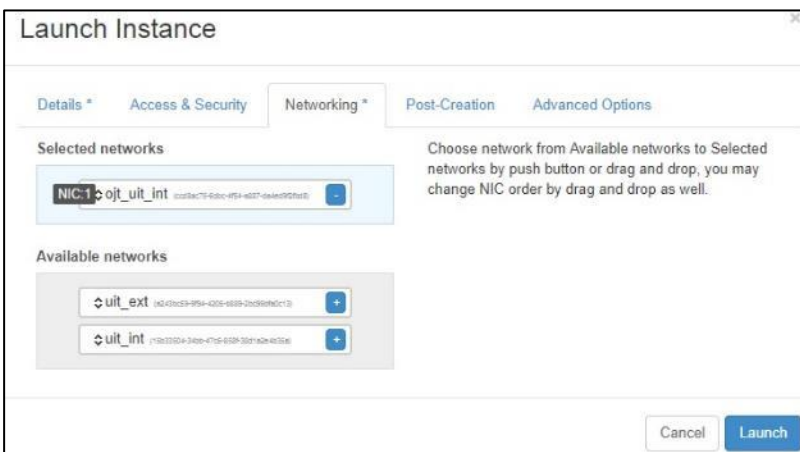 Launch Instance
×
Details *
Access & Security
Networking *
Post-Creation
Advanced Options
Selected networks
Choose network from Available networks to Selected
networks by push button or drag and drop, you may
change NIC order by drag and drop as well.
NIC:1
ojt_uit_int
-
Available networks
uit_ext
+
uit_int
+
Cancel
Launch